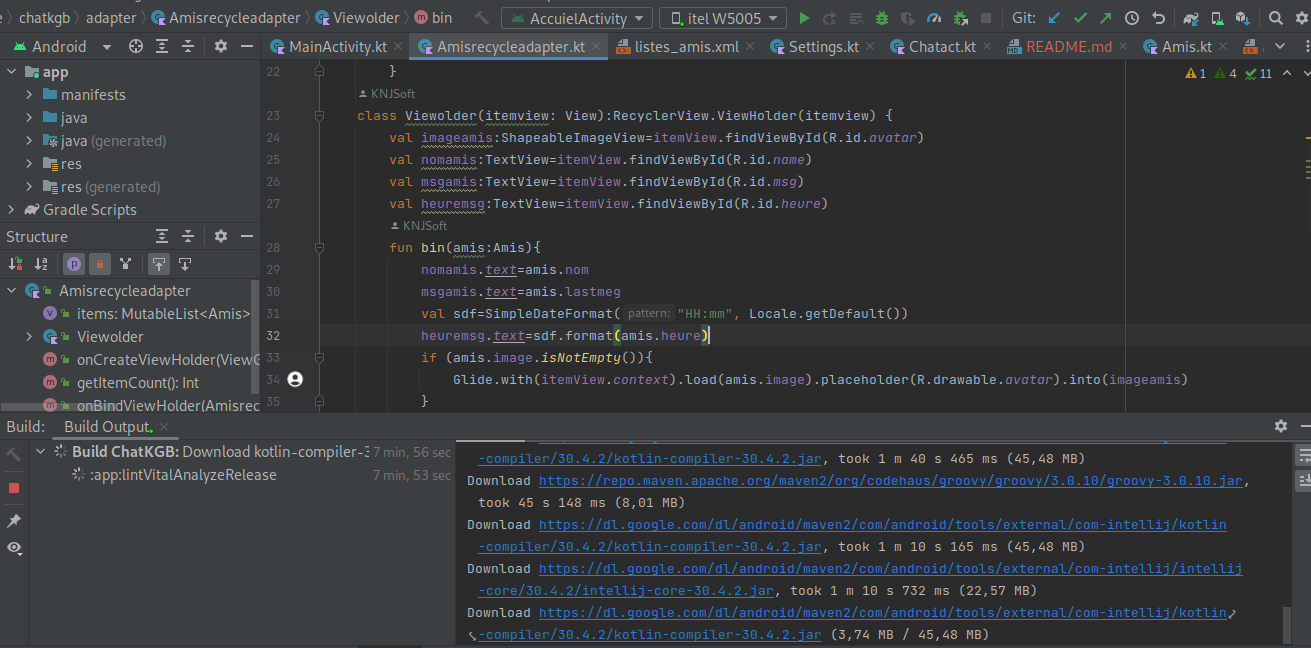 chatkgb adapter Amisrecycleadapter Viewolder bin AccuielActivity itel W5005 Git:
Android MainActivity.kt Amisrecycleadapter.kt listes_amis.xml Settings.kt Chatact.kt README.md Amis.kt
app
manifests
java
java (generated)
res
res (generated)
Gradle Scripts
Structure
Amisrecycleadapter
items: MutableList<Amis>
Viewolder
onCreateViewHolder(ViewG
getItemCount(): Int
onBindViewHolder(Amisrec
1 4 11
22 }
KNJSoft
23 class Viewolder(itemview: View):RecyclerView.ViewHolder(itemview) {
24 val imageamis:ShapeableImageView=itemView.findViewById(R.id.avatar)
25 val nomamis:TextView=itemView.findViewById(R.id.name)
26 val msgamis:TextView=itemView.findViewById(R.id.msg)
27 val heuremsg:TextView=itemView.findViewById(R.id.heure)
KNJSoft
28 fun bin(amis:Amis){
29 nomamis.text=amis.nom
30 msgamis.text=amis.lastmeg
31 val sdf=SimpleDateFormat( pattern: "HH:mm", Locale.getDefault())
32 heuremsg.text=sdf.format(amis.heure)
33 if (amis.image.isNotEmpty()){
34 Glide.with(itemView.context).load(amis.image).placeholder(R.drawable.avatar).into(imageamis)
35 }
Build: Build Output
Build ChatKGB: Download kotlin-compiler-3 7 min, 56 sec
:app:lintVitalAnalyzeRelease 7 min, 53 sec
-compiler/30.4.2/kotlin-compiler-30.4.2.jar, took 1 m 40 s 465 ms (45,48 MB)
Download https://repo.maven.apache.org/maven2/org/codehaus/groovy/groovy/3.0.10/groovy-3.0.10.jar,
took 45 s 148 ms (8,01 MB)
Download https://dl.google.com/dl/android/maven2/com/android/tools/external/com-intellij/kotlin
-compiler/30.4.2/kotlin-compiler-30.4.2.jar, took 1 m 10 s 165 ms (45,48 MB)
Download https://dl.google.com/dl/android/maven2/com/android/tools/external/com-intellij/intellij
-core/30.4.2/intellij-core-30.4.2.jar, took 1 m 10 s 732 ms (22,57 MB)
Download https://dl.google.com/dl/android/maven2/com/android/tools/external/com-intellij/kotlin
-compiler/30.4.2/kotlin-compiler-30.4.2.jar (3,74 MB / 45,48 MB)